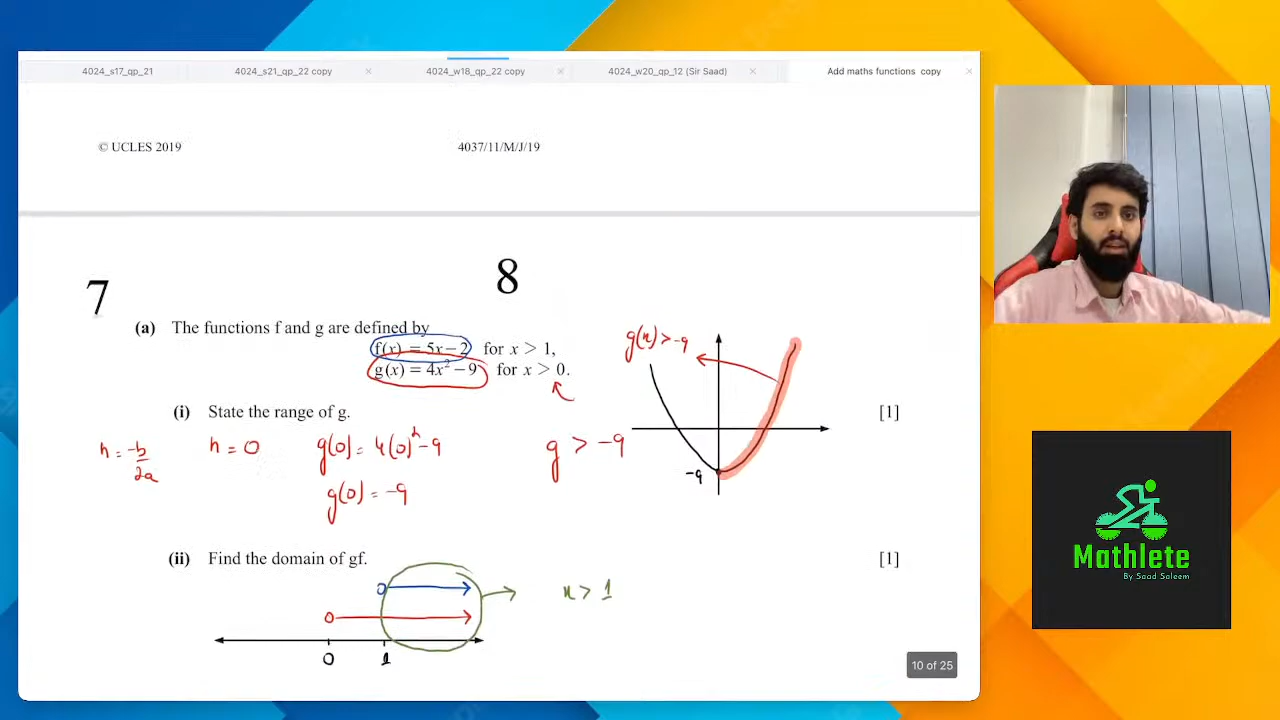 4024_s17_qp_21 4024_s21_qp_22 copy × 4024_w18_qp_22 copy × 4024_w20_qp_12 (Sir Saad) × Add maths functions copy ×
© UCLES 2019 4037/11/M/J/19
8
7
(a) The functions f and g are defined by
f(x) = 5x − 2 for x > 1,
g(x) = 4x² − 9 for x > 0.
g(x) > -9
(i) State the range of g. [1]
h = -b/2a h = 0 g(0) = 4(0)² - 9 g > -9
-9
g(0) = -9
(ii) Find the domain of gf. [1]
x > 1
0 1
10 of 25
Mathlete
By Saad Saleem